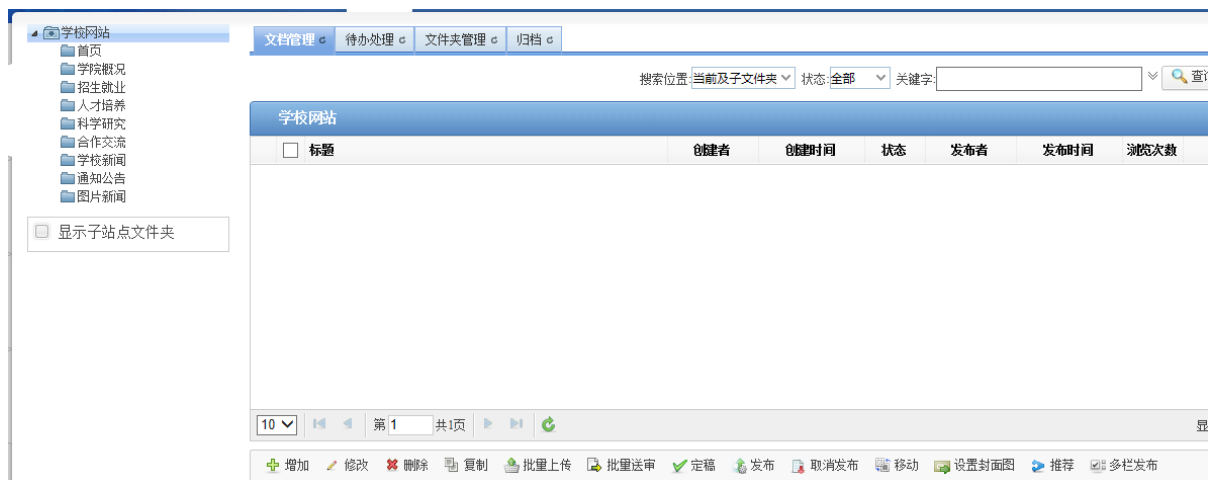 学校网站
首页
学院概况
招生就业
人才培养
科学研究
合作交流
学校新闻
通知公告
图片新闻
显示子站点文件夹
文档管理 待办处理 文件夹管理 归档
搜索位置:当前及子文件夹 状态:全部 关键字:
学校网站
标题 创建者 创建时间 状态 发布者 发布时间 浏览次数
10 第 1 共1页
增加 修改 删除 复制 批量上传 批量送审 定稿 发布 取消发布 移动 设置封面图 推荐 多栏发布